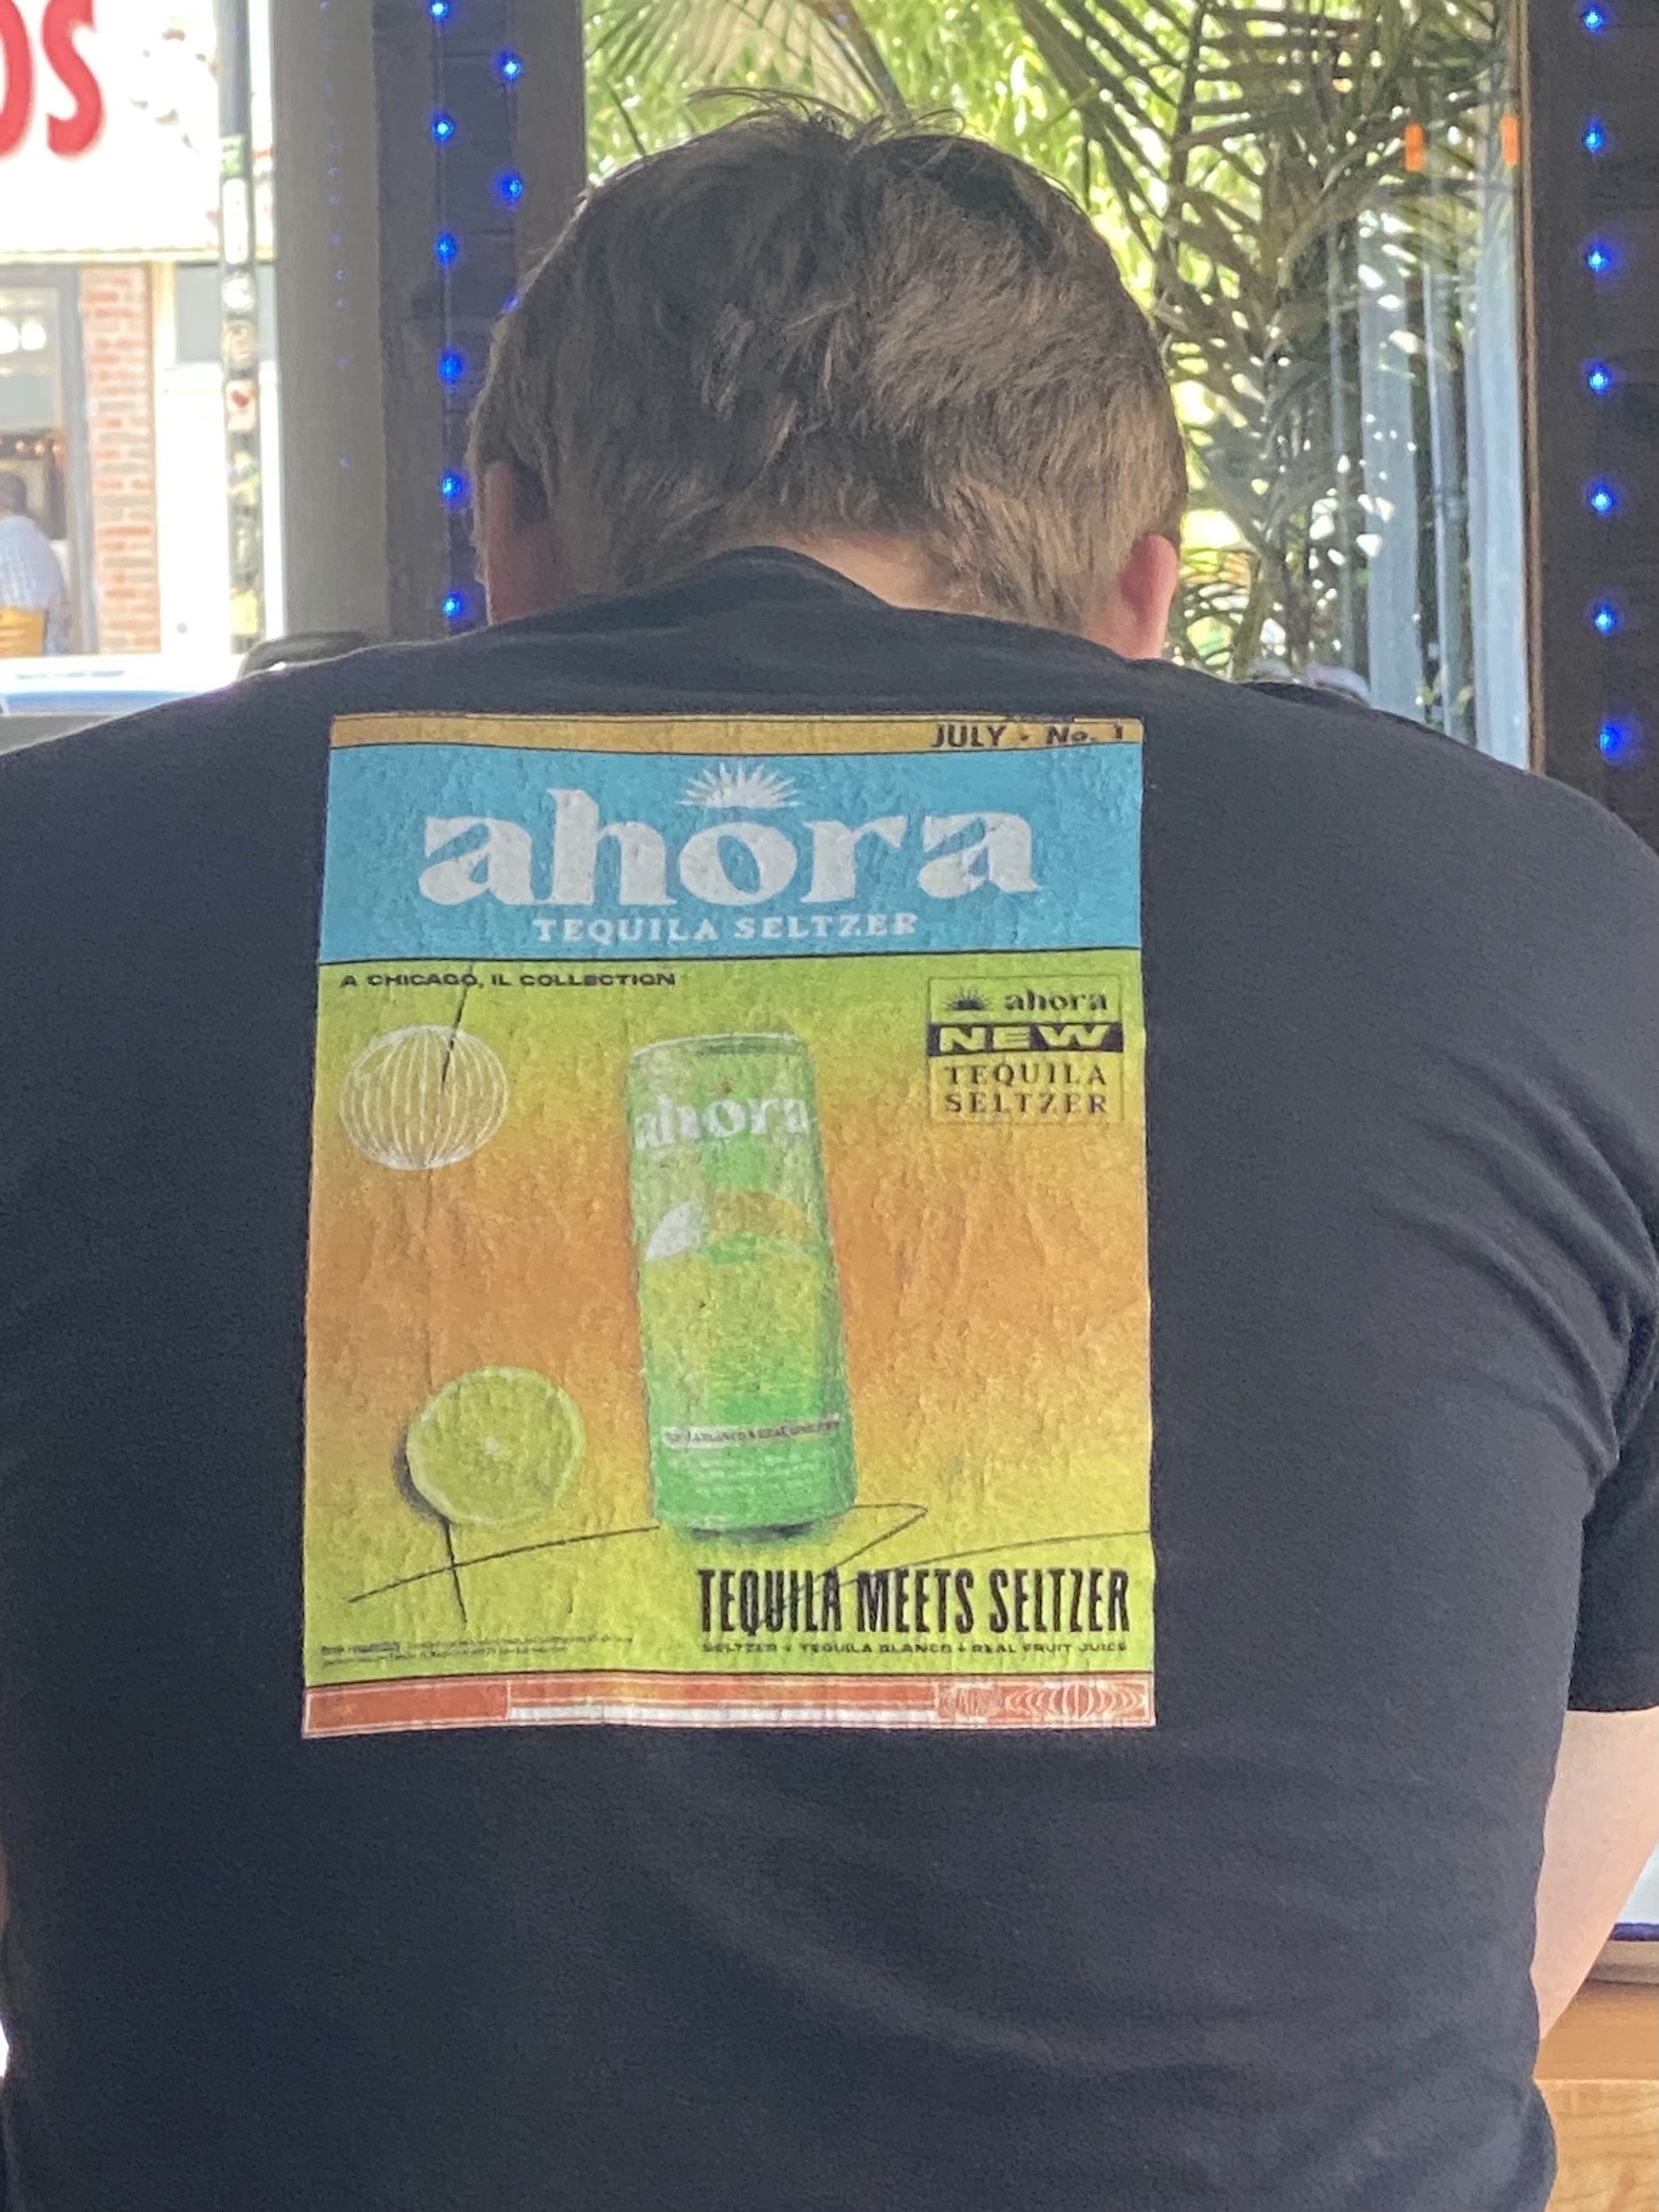 OS
JULY - No. 1
ahora
TEQUILA SELTZER
A CHICAGO, IL COLLECTION
ahora
NEW
TEQUILA
SELTZER
ahora
TEQUILA MEETS SELTZER
SELTZER + TEQUILA BLANCO + REAL FRUIT JUICE